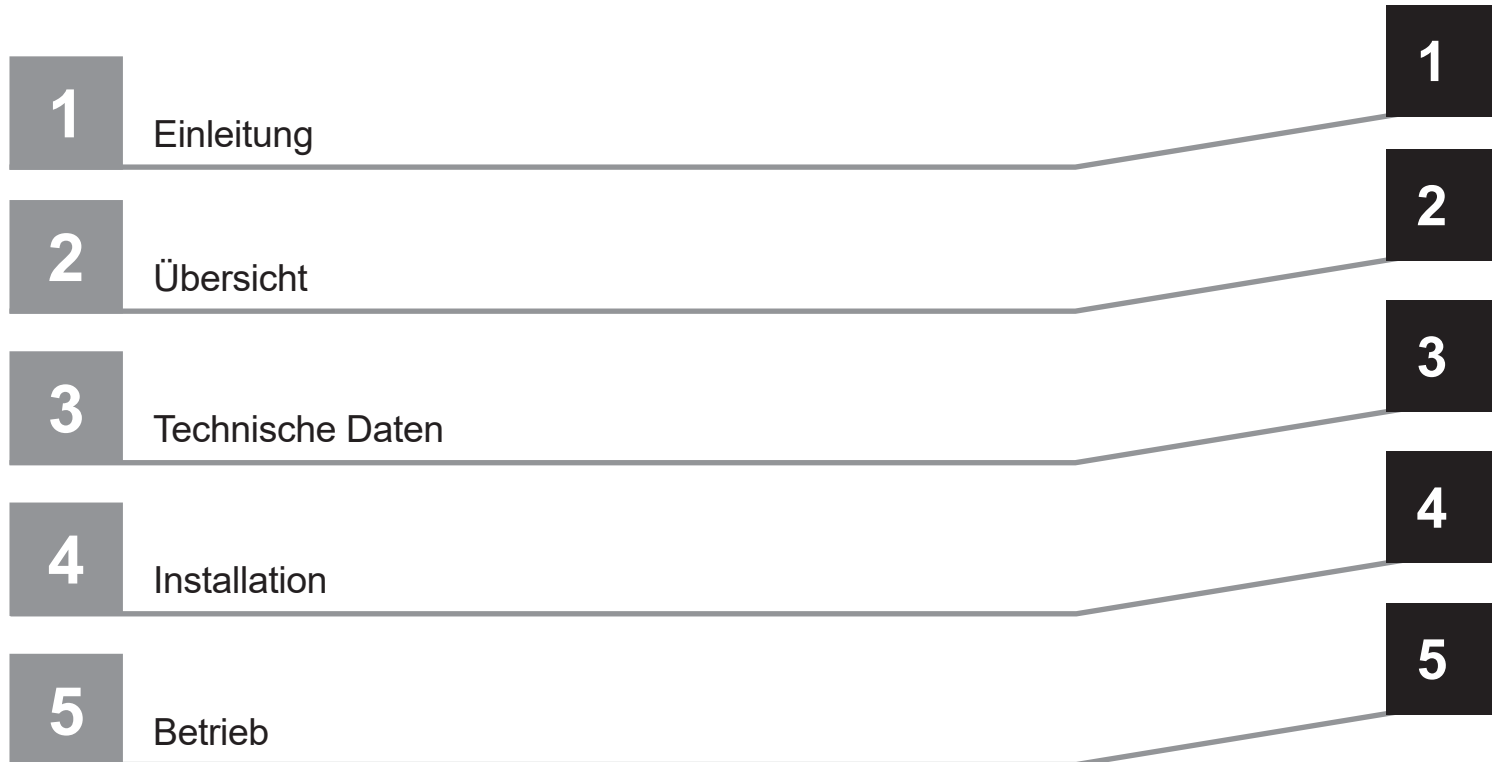 1
1 Einleitung
2
2 Übersicht
3
3 Technische Daten
4
4 Installation
5
5 Betrieb